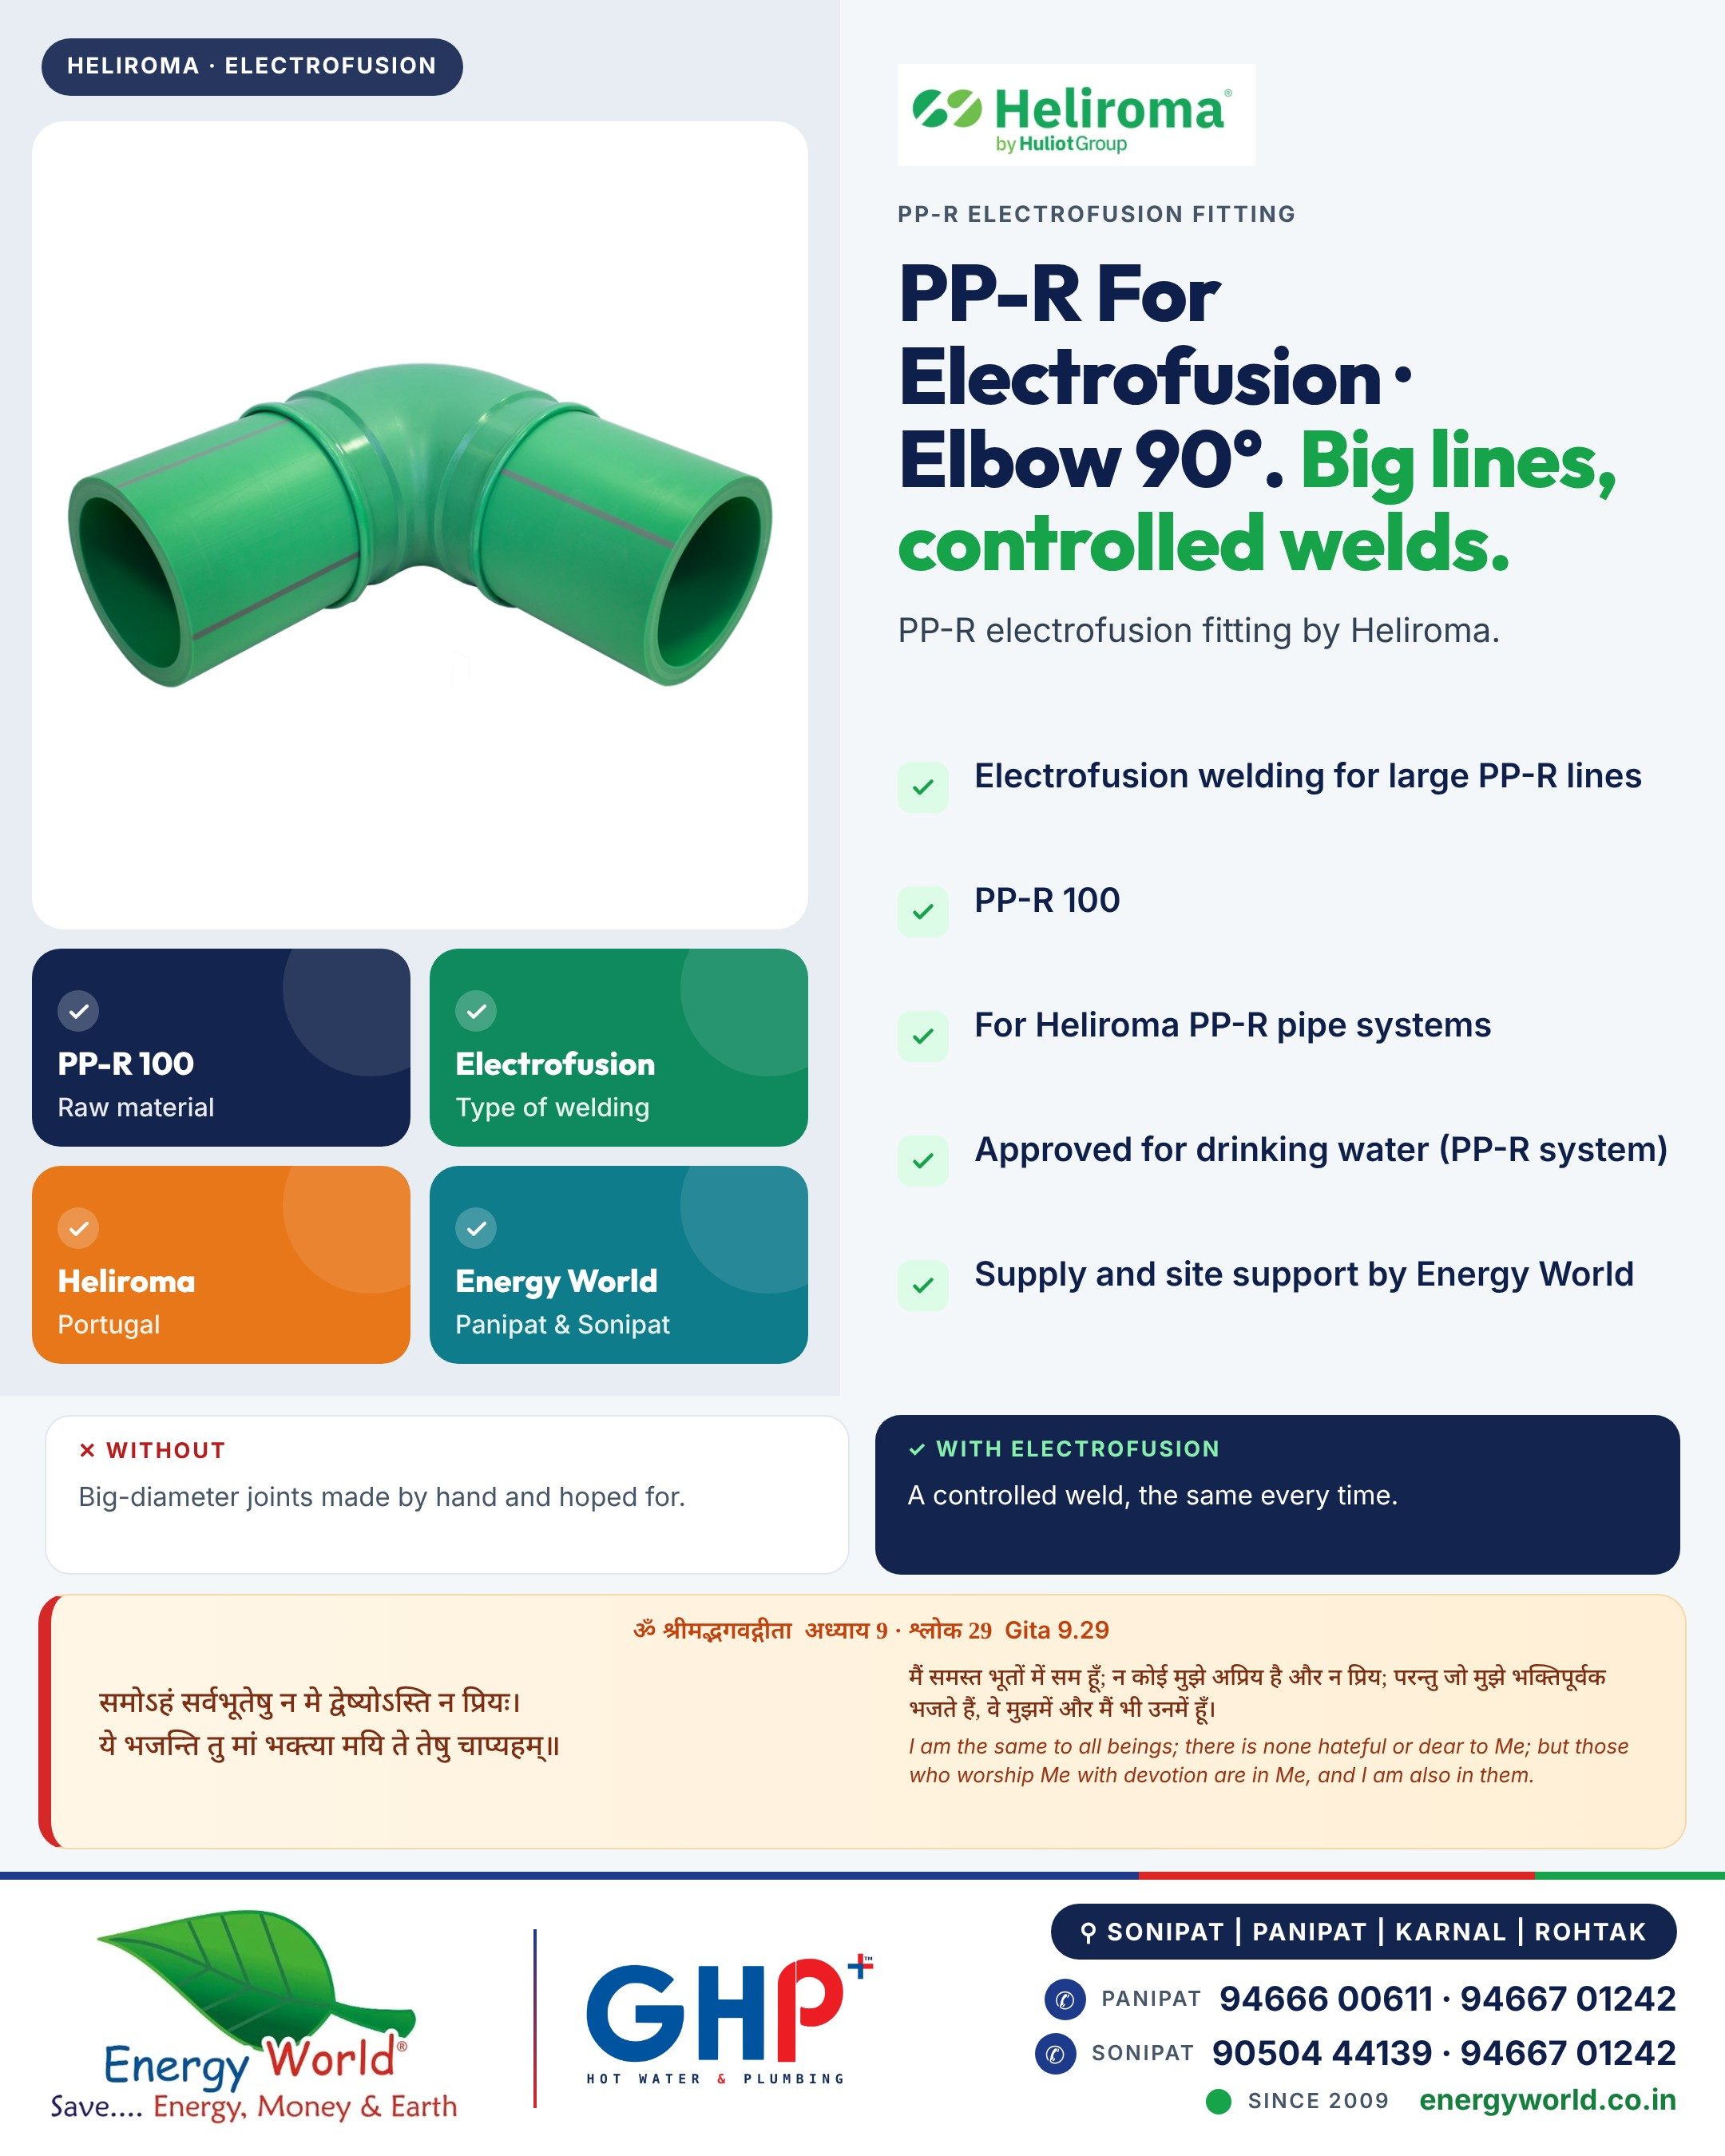 HELIROMA · ELECTROFUSION
Heliroma®
by HuliotGroup
PP-R ELECTROFUSION FITTING
PP-R For
Electrofusion ·
Elbow 90°. Big lines,
controlled welds.
PP-R electrofusion fitting by Heliroma.
Electrofusion welding for large PP-R lines
PP-R 100
For Heliroma PP-R pipe systems
Approved for drinking water (PP-R system)
Supply and site support by Energy World
PP-R 100
Raw material
Electrofusion
Type of welding
Heliroma
Portugal
Energy World
Panipat & Sonipat
✕ WITHOUT
Big-diameter joints made by hand and hoped for.
✓ WITH ELECTROFUSION
A controlled weld, the same every time.
ॐ श्रीमद्भगवद्गीता अध्याय 9 · श्लोक 29 Gita 9.29
समोऽहं सर्वभूतेषु न मे द्वेष्योऽस्ति न प्रियः।
ये भजन्ति तु मां भक्त्या मयि ते तेषु चाप्यहम्॥
मैं समस्त भूतों में सम हूँ; न कोई मुझे अप्रिय है और न प्रिय; परन्तु जो मुझे भक्तिपूर्वक
भजते हैं, वे मुझमें और मैं भी उनमें हूँ।
I am the same to all beings; there is none hateful or dear to Me; but those
who worship Me with devotion are in Me, and I am also in them.
Energy World®
Save.... Energy, Money & Earth
GHP+™
HOT WATER & PLUMBING
SONIPAT | PANIPAT | KARNAL | ROHTAK
PANIPAT 94666 00611 · 94667 01242
SONIPAT 90504 44139 · 94667 01242
SINCE 2009 energyworld.co.in